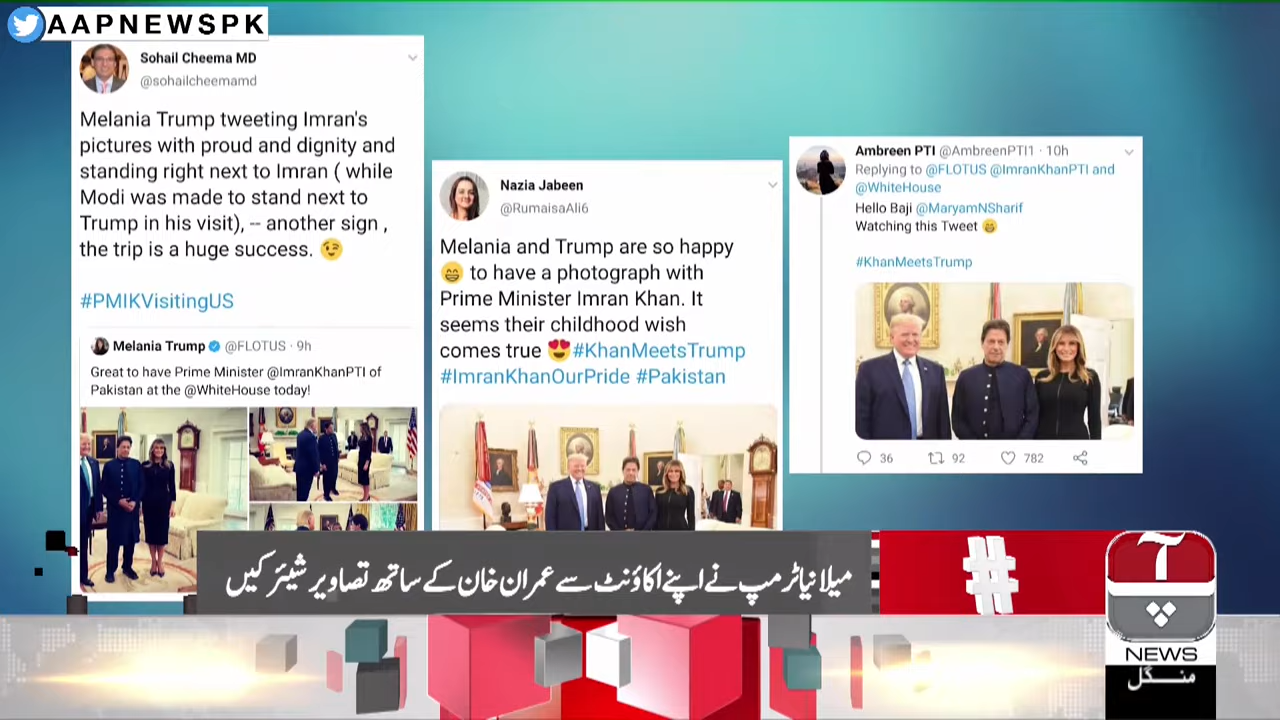 AAPNEWSPK
Sohail Cheema MD
@sohailcheemamd
Melania Trump tweeting Imran's
pictures with proud and dignity and
standing right next to Imran ( while
Modi was made to stand next to
Trump in his visit), -- another sign ,
the trip is a huge success. 😉
#PMIKVisitingUS
Melania Trump @FLOTUS · 9h
Great to have Prime Minister @ImranKhanPTI of
Pakistan at the @WhiteHouse today!
Nazia Jabeen
@RumaisaAli6
Melania and Trump are so happy
😁 to have a photograph with
Prime Minister Imran Khan. It
seems their childhood wish
comes true 😍#KhanMeetsTrump
#ImranKhanOurPride #Pakistan
Ambreen PTI @AmbreenPTI1 · 10h
Replying to @FLOTUS @ImranKhanPTI and
@WhiteHouse
Hello Baji @MaryamNSharif
Watching this Tweet 😁
#KhanMeetsTrump
36 92 782
میلانیا ٹرمپ نے اپنے اکاؤنٹ سے عمران خان کے ساتھ تصاویر شیئر کیں
#
آپ
NEWS
منگل